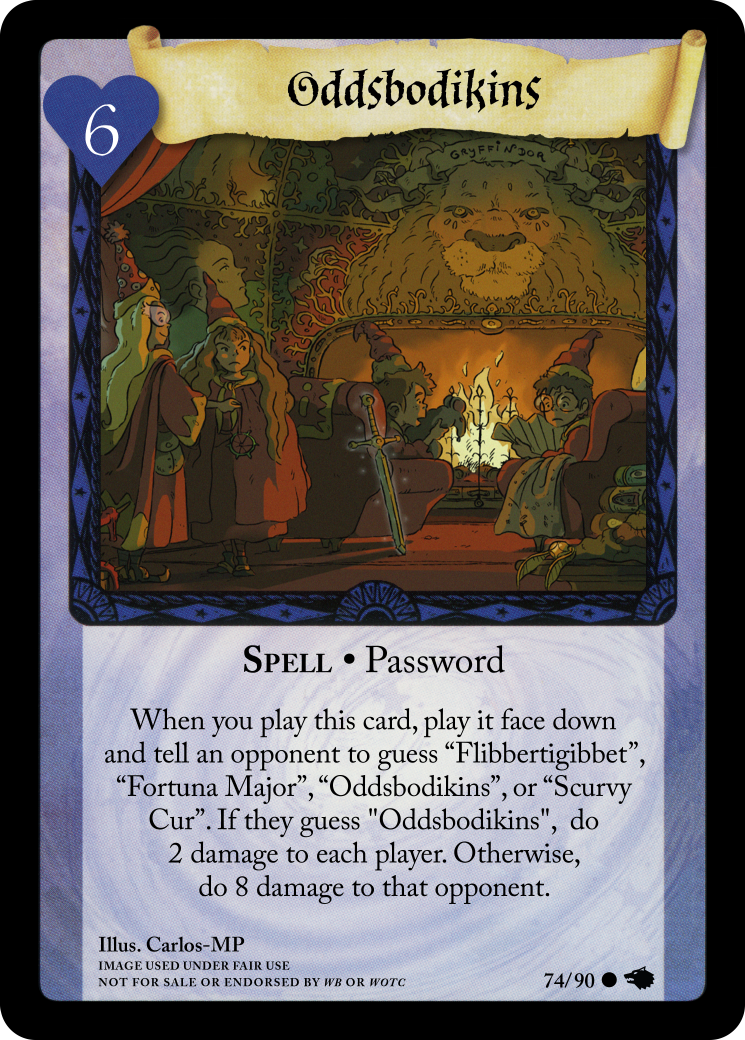 Oddsbodikins
6
GRYFFINDOR
SPELL • Password
When you play this card, play it face down
and tell an opponent to guess “Flibbertigibbet”,
“Fortuna Major”, “Oddsbodikins”, or “Scurvy
Cur”. If they guess "Oddsbodikins", do
2 damage to each player. Otherwise,
do 8 damage to that opponent.
Illus. Carlos-MP
IMAGE USED UNDER FAIR USE
NOT FOR SALE OR ENDORSED BY WB OR WOTC
74/90